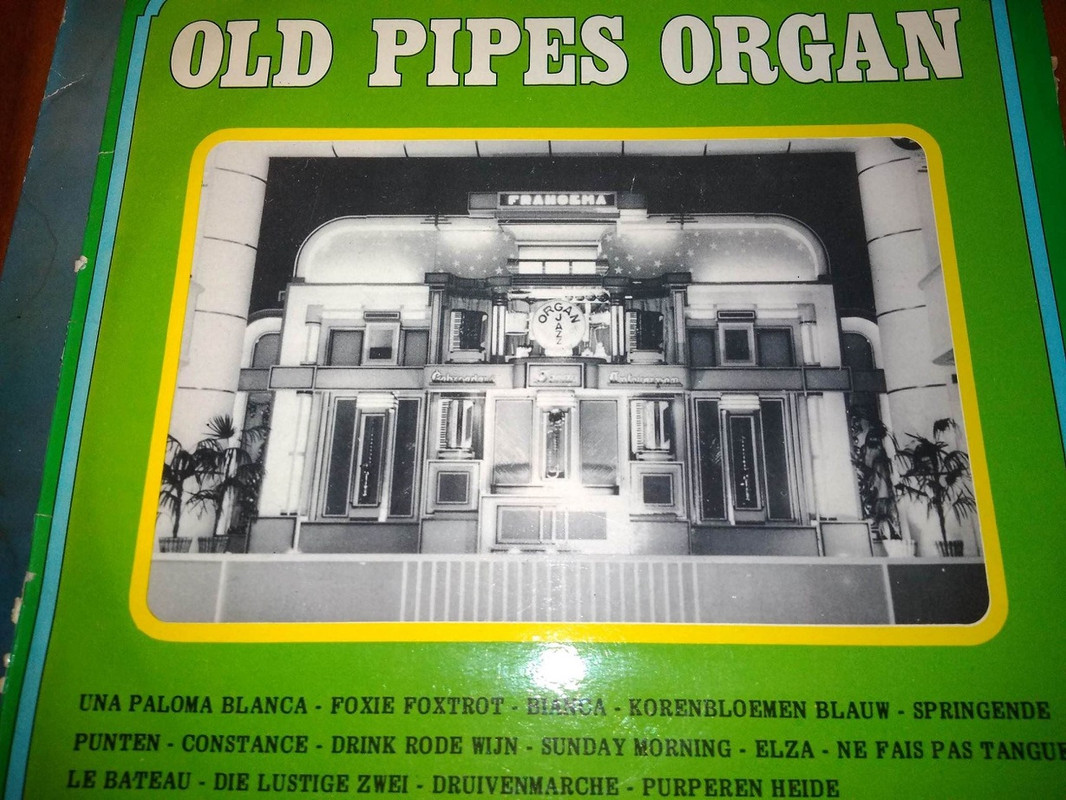 OLD PIPES ORGAN
FRANOEMA
ORGAN
JAZZ
UNA PALOMA BLANCA - FOXIE FOXTROT - BIANCA - KORENBLOEMEN BLAUW - SPRINGENDE
PUNTEN - CONSTANCE - DRINK RODE WIJN - SUNDAY MORNING - ELZA - NE FAIS PAS TANGUE
LE BATEAU - DIE LUSTIGE ZWEI - DRUIVENMARCHE - PURPEREN HEIDE